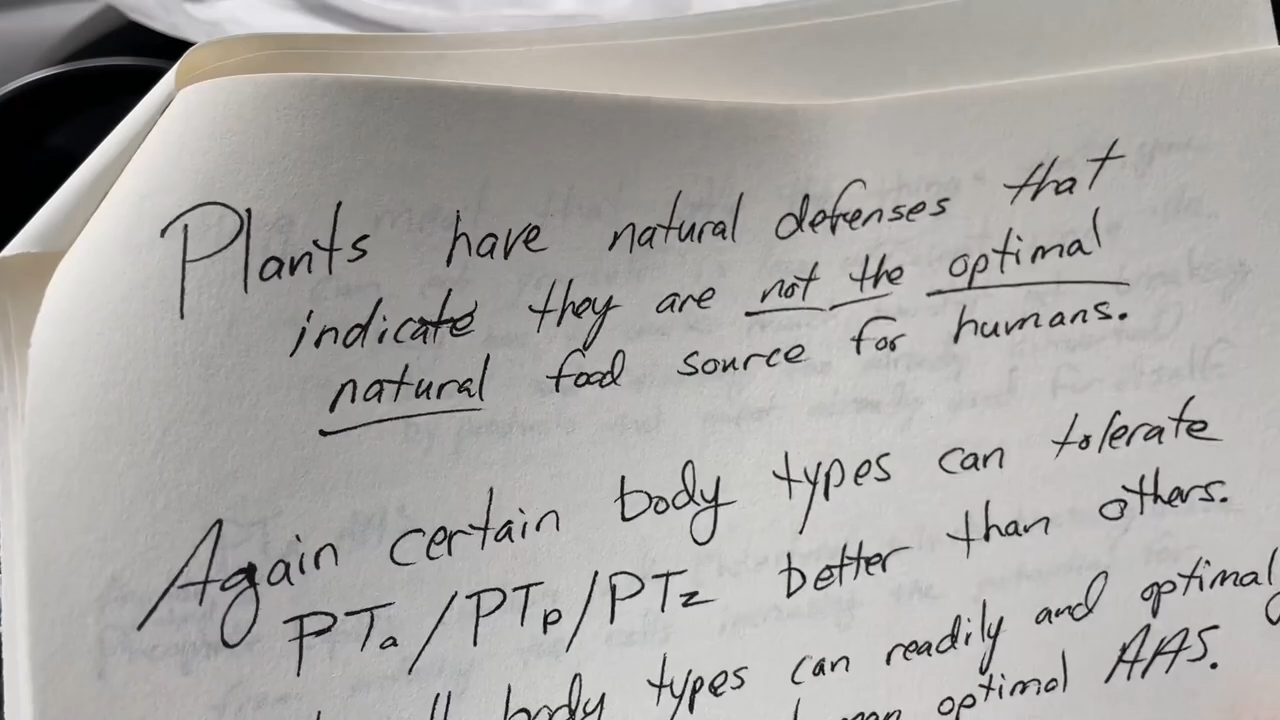 Plants have natural defenses that
indicate they are not the optimal
natural food source for humans.
Again certain body types can tolerate
PTa/PTp/PTz better than others.
body types can readily and optimal
optimal AAS.